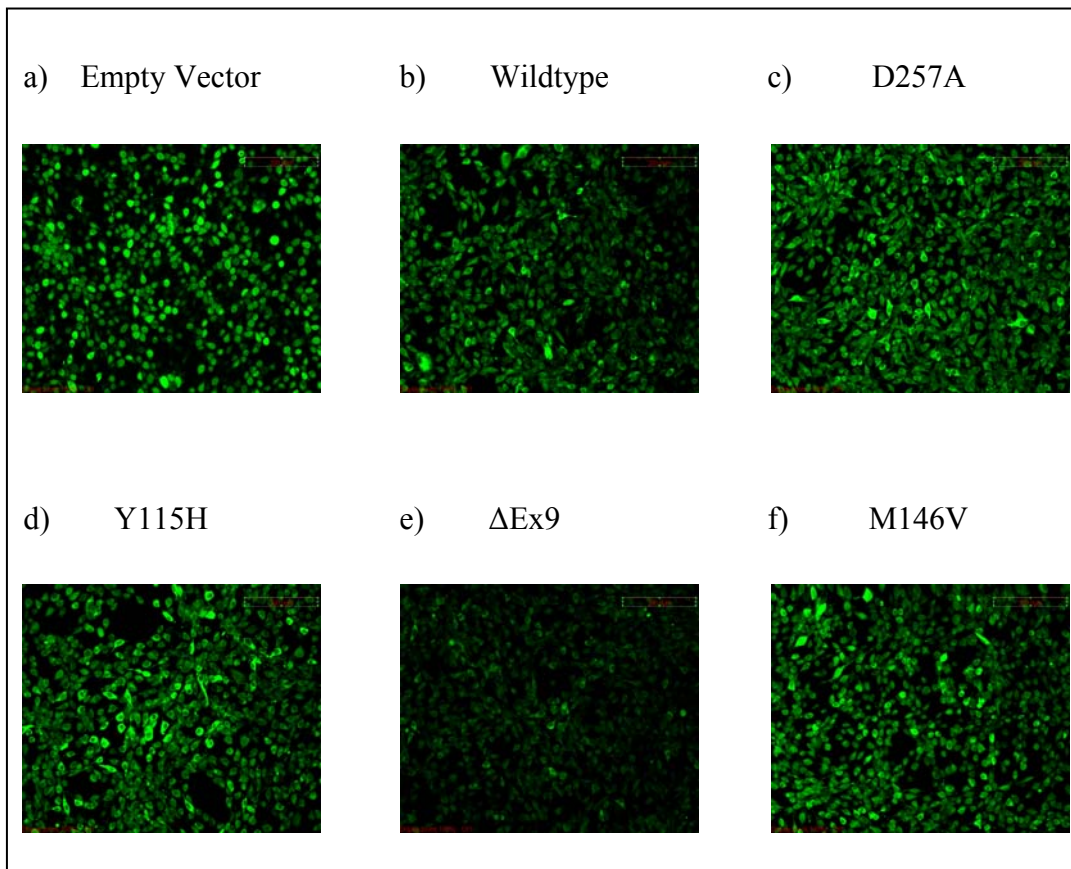 a) Empty Vector
b) Wildtype
c) D257A
d) Y115H
e) ΔEx9
f) M146V